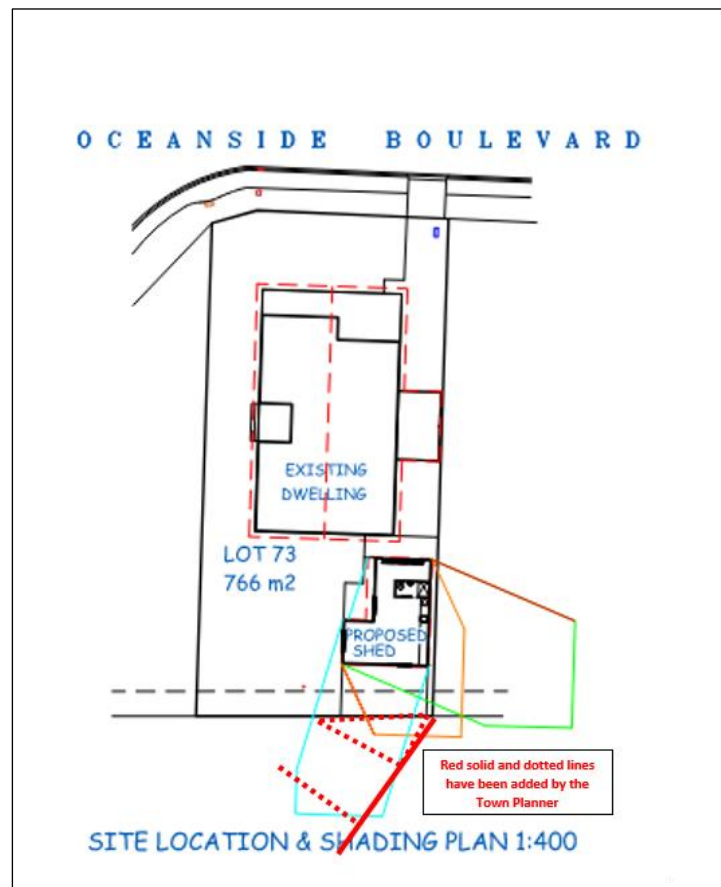 OCEANSIDE BOULEVARD
EXISTING
DWELLING
LOT 73
766 m2
PROPOSED
SHED
Red solid and dotted lines
have been added by the
Town Planner
SITE LOCATION & SHADING PLAN 1:400